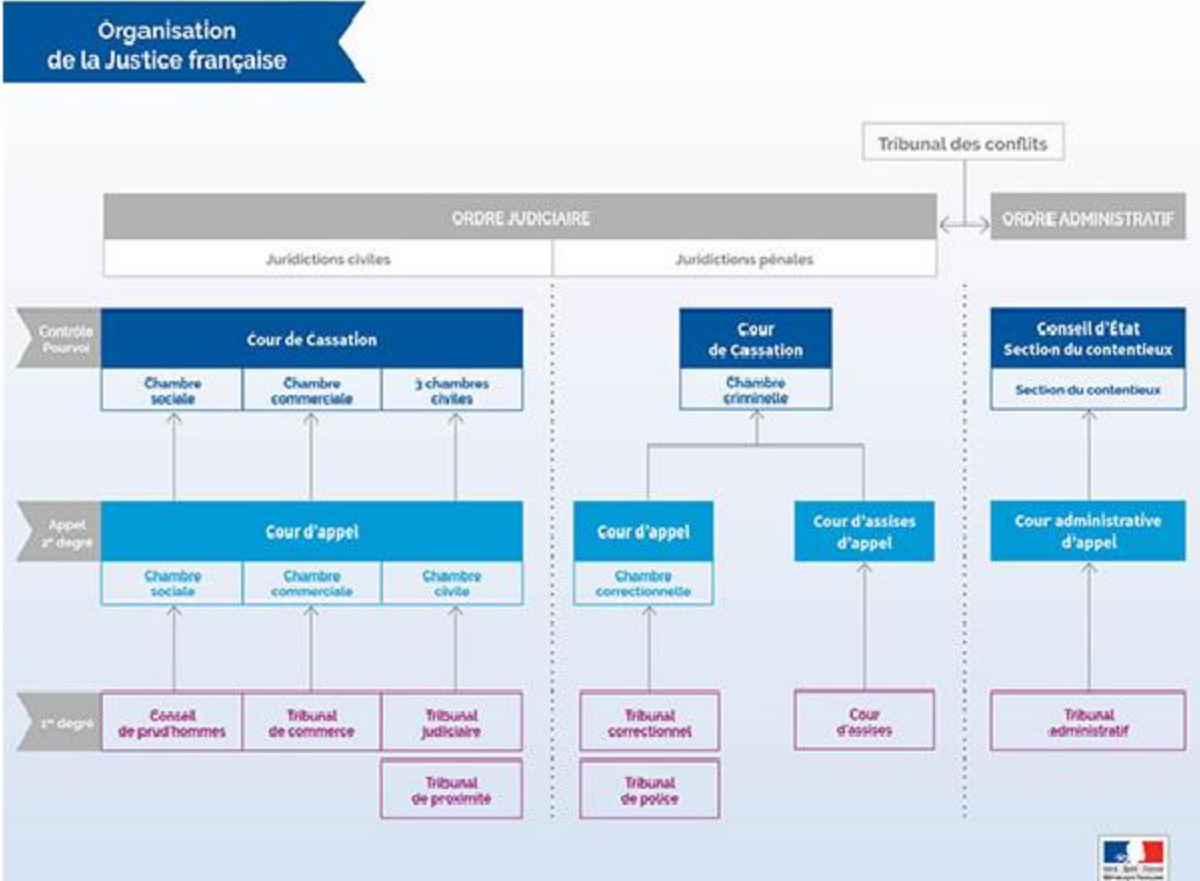 Organisation
de la Justice française
Tribunal des conflits
ORDRE JUDICIAIRE
ORDRE ADMINISTRATIF
Juridictions civiles
Juridictions pénales
Contrôle
Pourvoi
Cour de Cassation
Cour
de Cassation
Conseil d'État
Section du contentieux
Chambre
sociale
Chambre
commerciale
3 chambres
civiles
Chambre
criminelle
Section du contentieux
Appel
2e degré
Cour d'appel
Cour d'appel
Cour d'assises
d'appel
Cour administrative
d'appel
Chambre
sociale
Chambre
commerciale
Chambre
civile
Chambre
correctionnelle
1er degré
Conseil
de prud'hommes
Tribunal
de commerce
Tribunal
judiciaire
Tribunal
correctionnel
Cour
d'assises
Tribunal
administratif
Tribunal
de proximité
Tribunal
de police